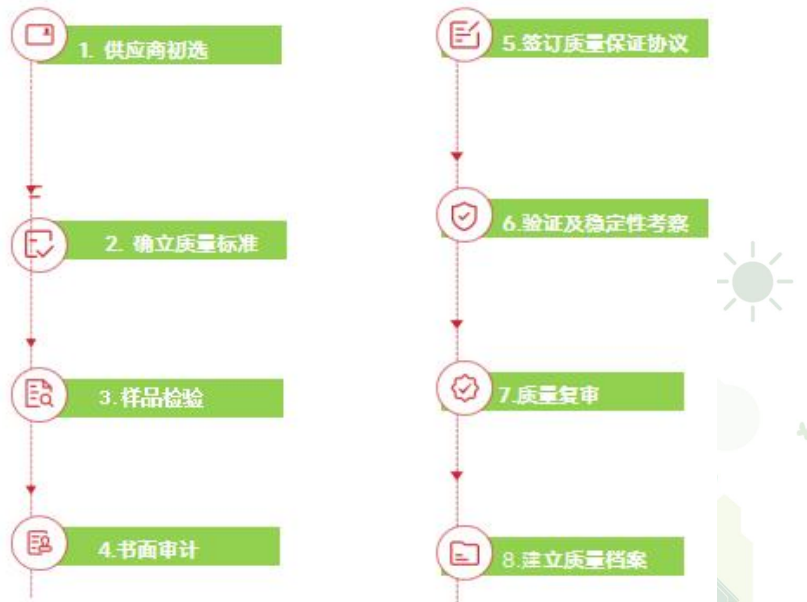 1. 供应商初选
2. 确立质量标准
3.样品检验
4.书面审计
5.签订质量保证协议
6.验证及稳定性考察
7.质量复审
8.建立质量档案